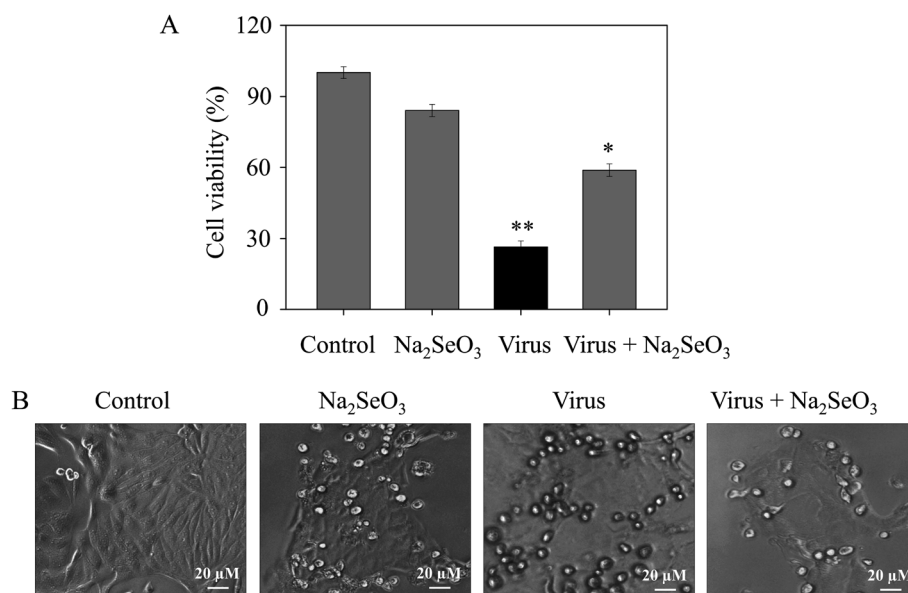 A
120
90
60
30
0
Cell viability (%)
**
*
Control Na₂SeO₃ Virus Virus + Na₂SeO₃
B
Control Na₂SeO₃ Virus Virus + Na₂SeO₃
20 µM 20 µM 20 µM 20 µM